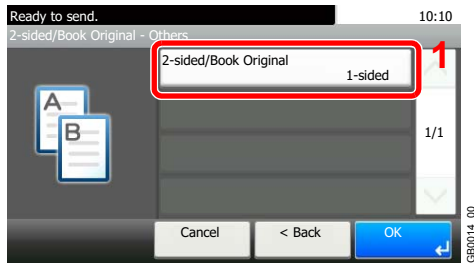 Ready to send.
10:10
2-sided/Book Original - Others
2-sided/Book Original
1-sided
1
A
B
1/1
Cancel
< Back
OK
GB0014_00